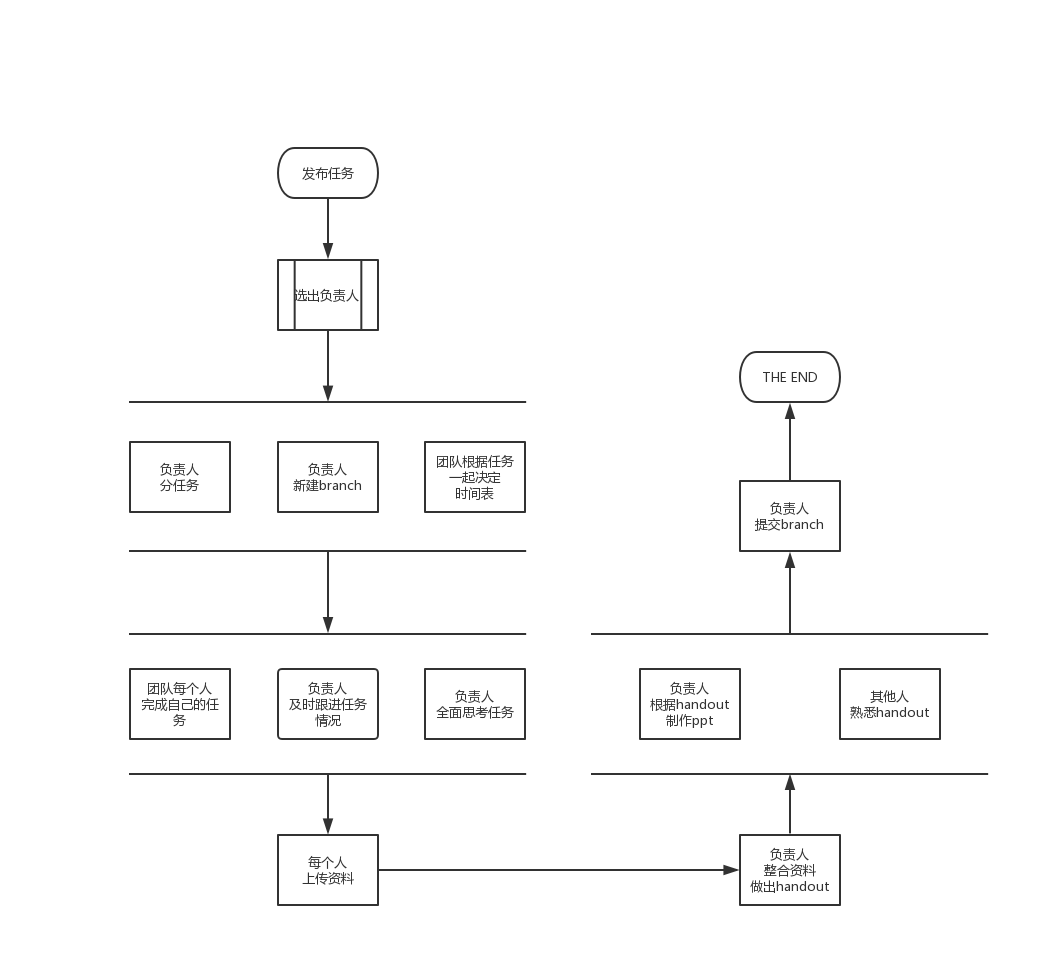 发布任务
选出负责人
负责人
分任务
负责人
新建branch
团队根据任务
一起决定
时间表
团队每个人
完成自己的任
务
负责人
及时跟进任务
情况
负责人
全面思考任务
每个人
上传资料
负责人
整合资料
做出handout
负责人
根据handout
制作ppt
其他人
熟悉handout
负责人
提交branch
THE END